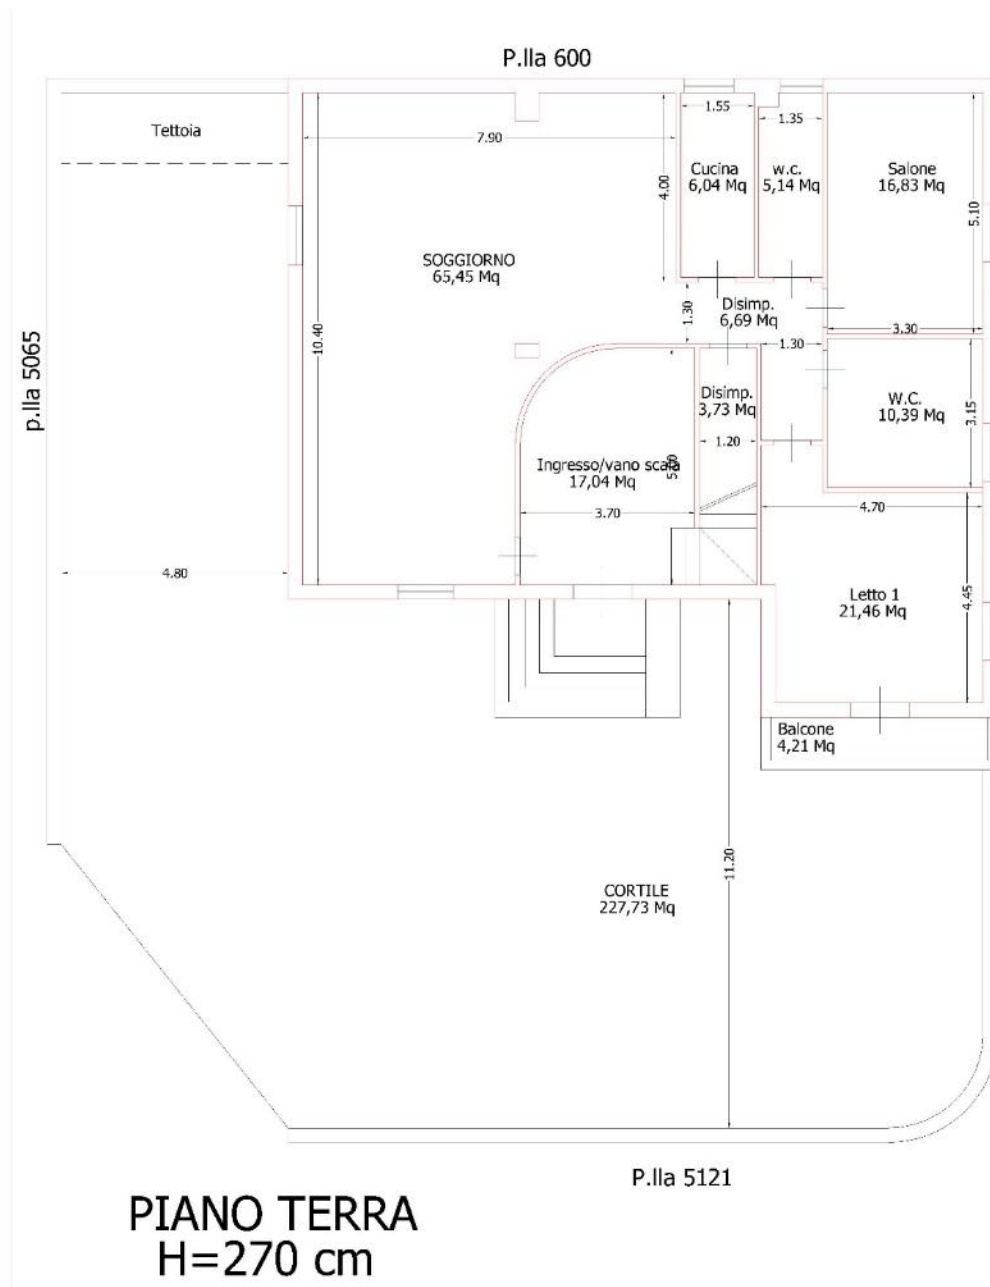 P.lla 600
Tettoia
1.55
1.35
7.90
Cucina
6,04 Mq
w.c.
5,14 Mq
Salone
16,83 Mq
4.00
5.10
SOGGIORNO
65,45 Mq
Disimp.
6,69 Mq
1.30
3.30
1.30
10.40
p.lla 5065
Disimp.
3,73 Mq
W.C.
10,39 Mq
3.15
1.20
Ingresso/vano scala
17,04 Mq
3.70
4.70
4.80
Letto 1
21,46 Mq
4.45
Balcone
4,21 Mq
11.20
CORTILE
227,73 Mq
P.lla 5121
PIANO TERRA
H=270 cm